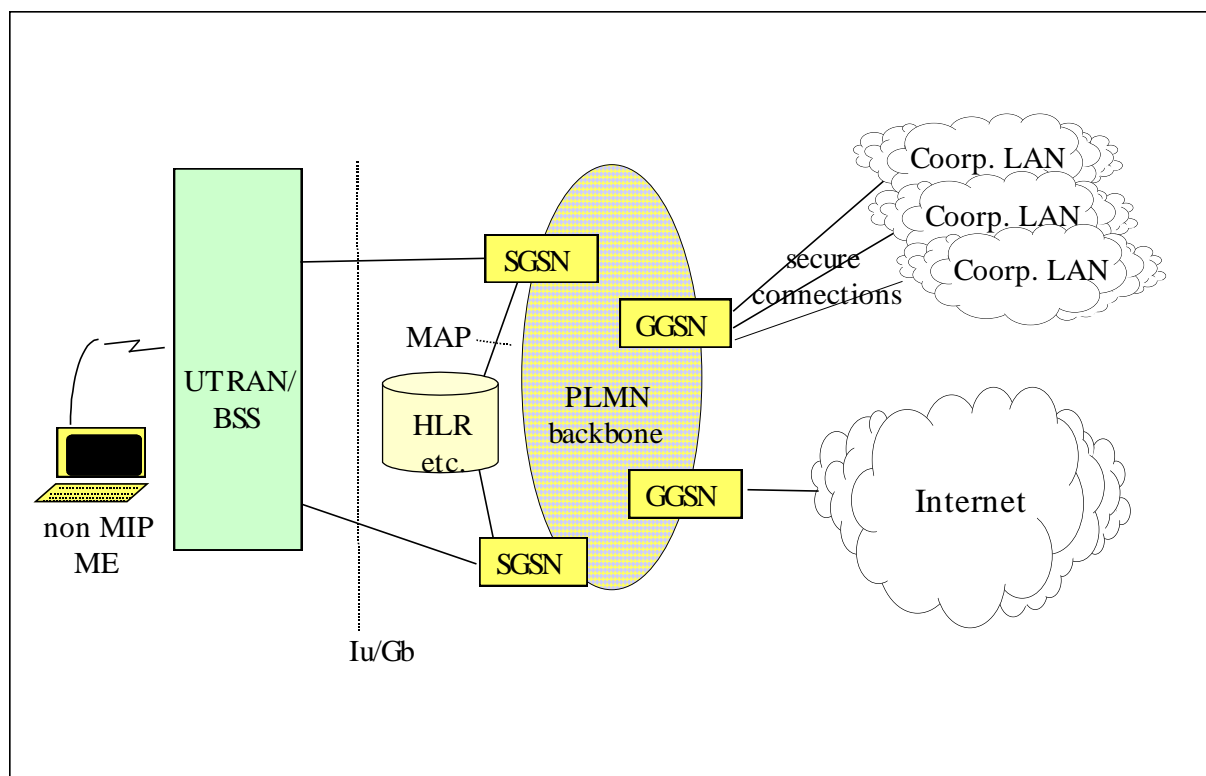 Coorp. LAN
Coorp. LAN
Coorp. LAN
secure
connections
SGSN
GGSN
MAP
UTRAN/
BSS
HLR
etc.
PLMN
backbone
GGSN
Internet
non MIP
ME
SGSN
Iu/Gb